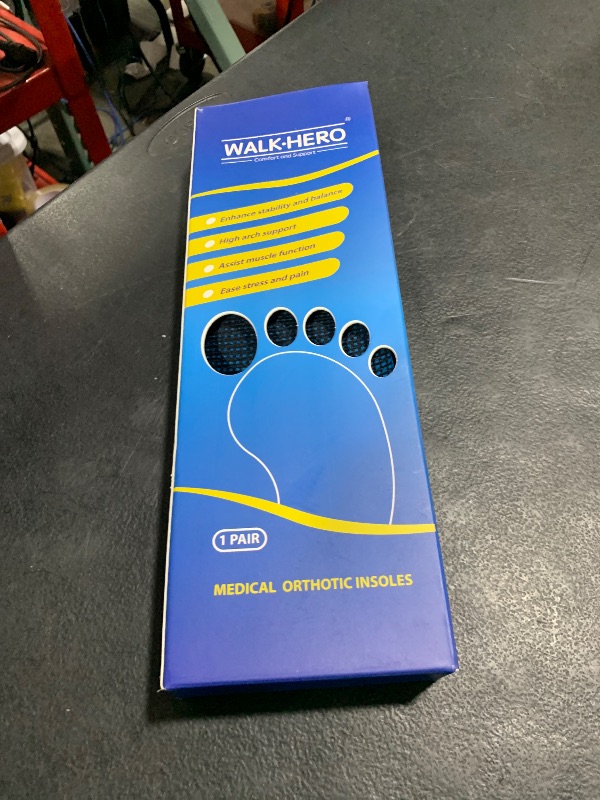 WALK·HERO®
Comfort and Support
Enhance stability and balance
High arch support
Assist muscle function
Ease stress and pain
1 PAIR
MEDICAL ORTHOTIC INSOLES